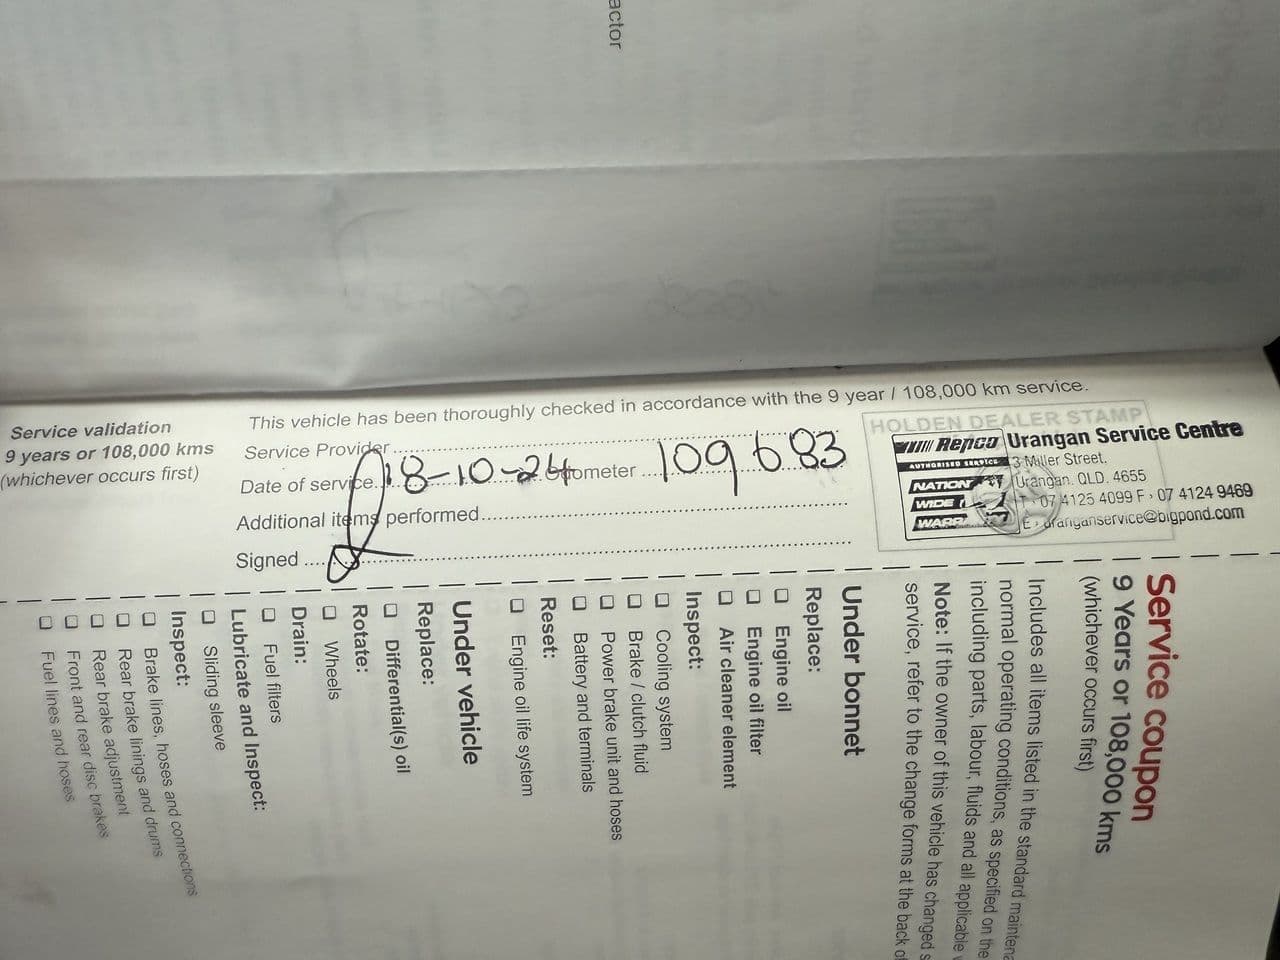 actor
Service validation
9 years or 108,000 kms
(whichever occurs first)
This vehicle has been thoroughly checked in accordance with the 9 year / 108,000 km service.
Service Provider
Date of service 18-10-24 Odometer 109683
Additional items performed
Signed
HOLDEN DEALER STAMP
Repco Urangan Service Centre
AUTHORISED SERVICE 3 Miller Street.
NATION Urangan. QLD. 4655
WIDE 07 4125 4099 F 07 4124 9469
WARR E uranganservice@bigpond.com
Service coupon
9 Years or 108,000 kms
(whichever occurs first)
Includes all items listed in the standard maintena
normal operating conditions, as specified on the
including parts, labour, fluids and all applicable
Note: If the owner of this vehicle has changed s
service, refer to the change forms at the back of
Under bonnet
Replace:
Engine oil
Engine oil filter
Air cleaner element
Inspect:
Cooling system
Brake / clutch fluid
Power brake unit and hoses
Battery and terminals
Reset:
Engine oil life system
Under vehicle
Replace:
Differential(s) oil
Rotate:
Wheels
Drain:
Fuel filters
Lubricate and Inspect:
Sliding sleeve
Inspect:
Brake lines, hoses and connections
Rear brake linings and drums
Rear brake adjustment
Front and rear disc brakes
Fuel lines and hoses